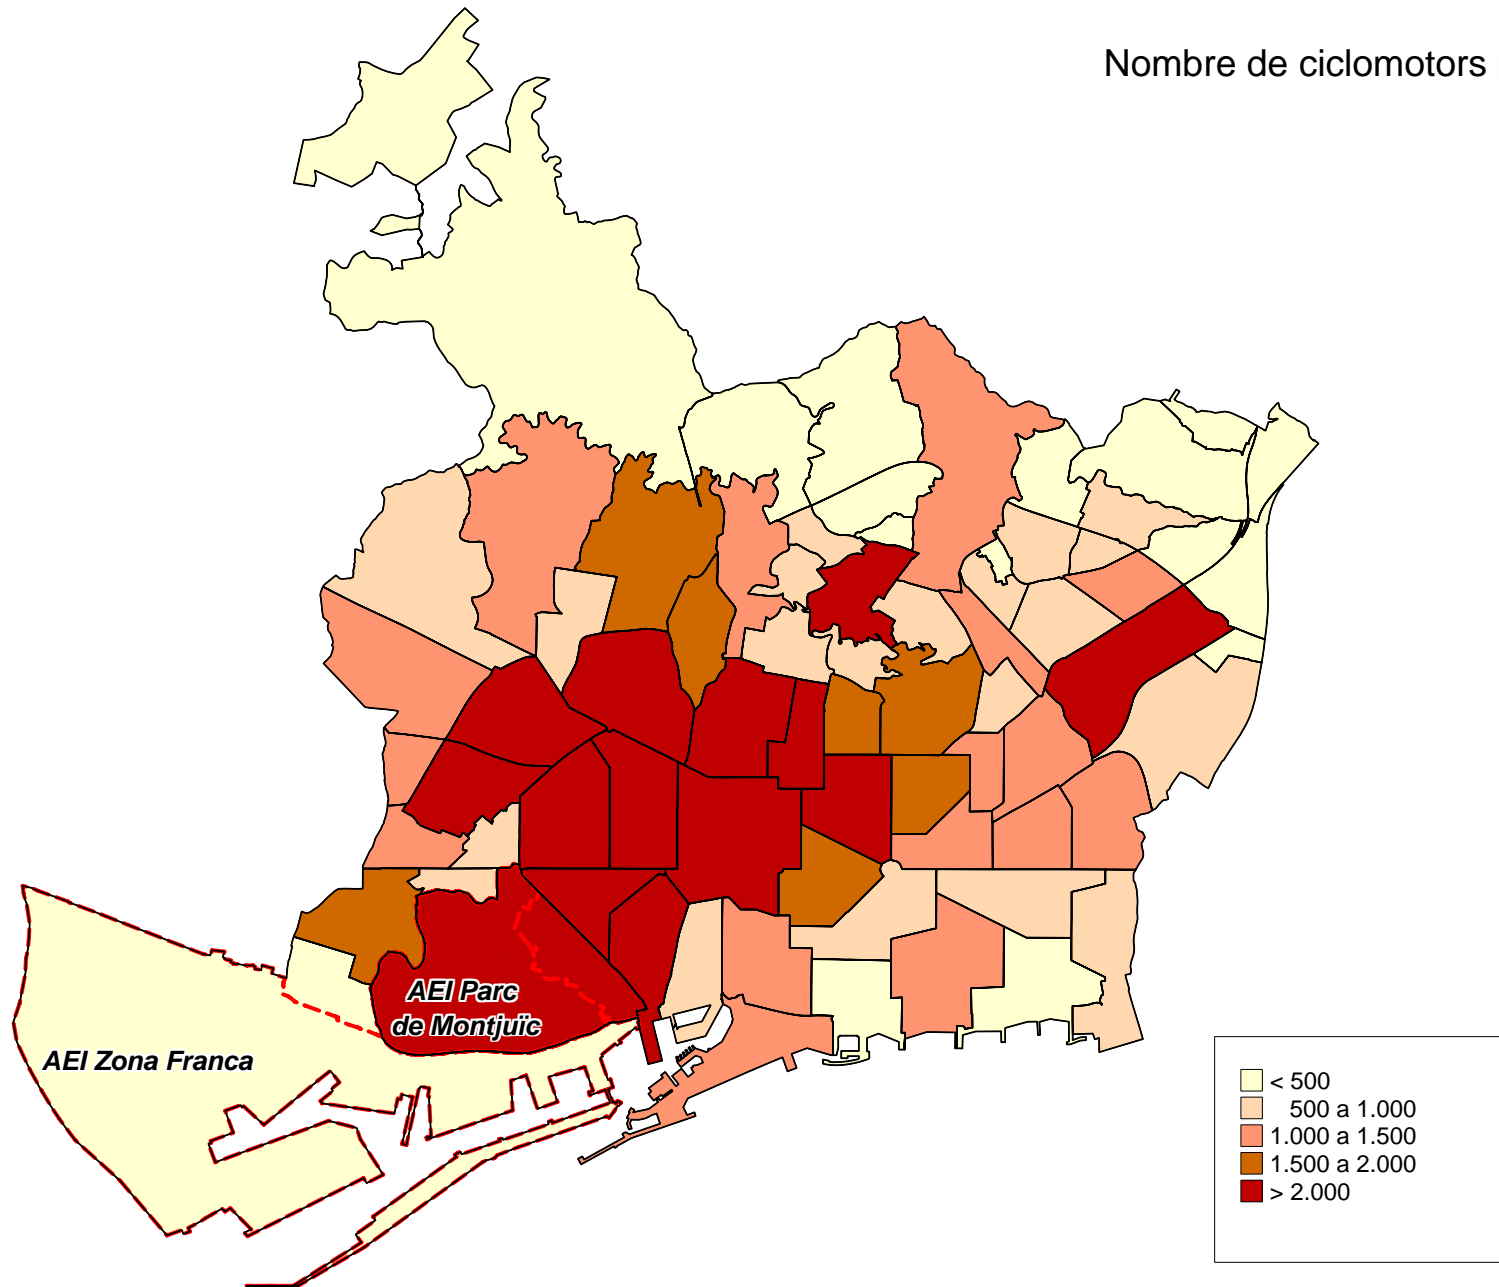 Nombre de ciclomotors
AEI Parc
de Montjuïc
AEI Zona Franca
< 500
500 a 1.000
1.000 a 1.500
1.500 a 2.000
> 2.000